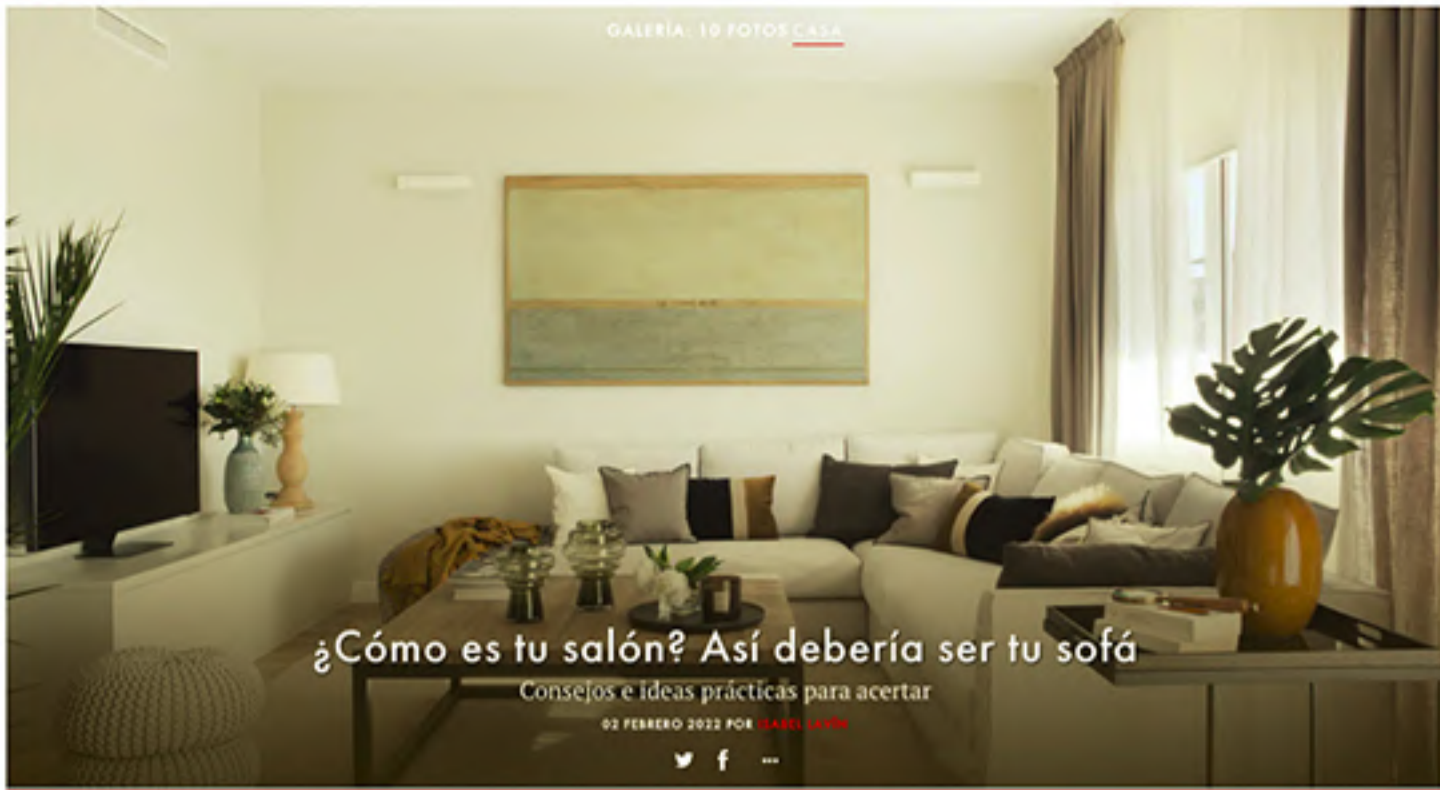 GALERÍA: 10 FOTOS CASA
¿Cómo es tu salón? Así debería ser tu sofá
Consejos e ideas prácticas para acertar
02 FEBRERO 2022 POR ISABEL LAVÍN